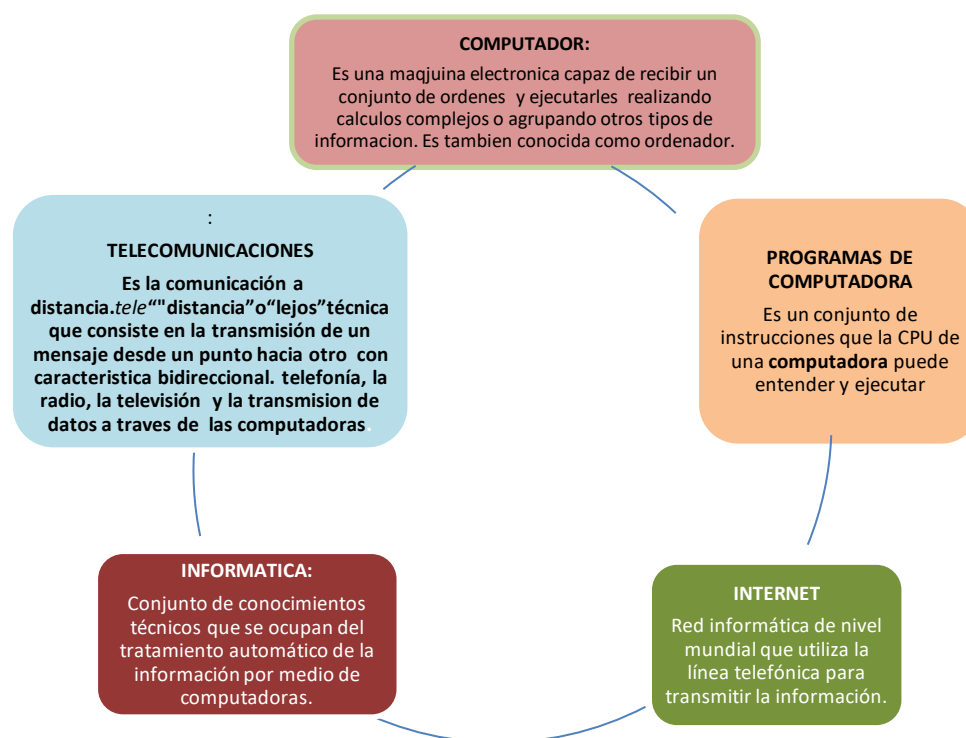 COMPUTADOR:
Es una maqjuina electronica capaz de recibir un
conjunto de ordenes y ejecutarles realizando
calculos complejos o agrupando otros tipos de
informacion. Es tambien conocida como ordenador.
PROGRAMAS DE
COMPUTADORA
Es un conjunto de
instrucciones que la CPU de
una computadora puede
entender y ejecutar
INTERNET
Red informática de nivel
mundial que utiliza la
línea telefónica para
transmitir la información.
INFORMATICA:
Conjunto de conocimientos
técnicos que se ocupan del
tratamiento automático de la
información por medio de
computadoras.
:
TELECOMUNICACIONES
Es la comunicación a
distancia.tele“"distancia”o“lejos”técnica
que consiste en la transmisión de un
mensaje desde un punto hacia otro con
caracteristica bidireccional. telefonía, la
radio, la televisión y la transmision de
datos a traves de las computadoras.